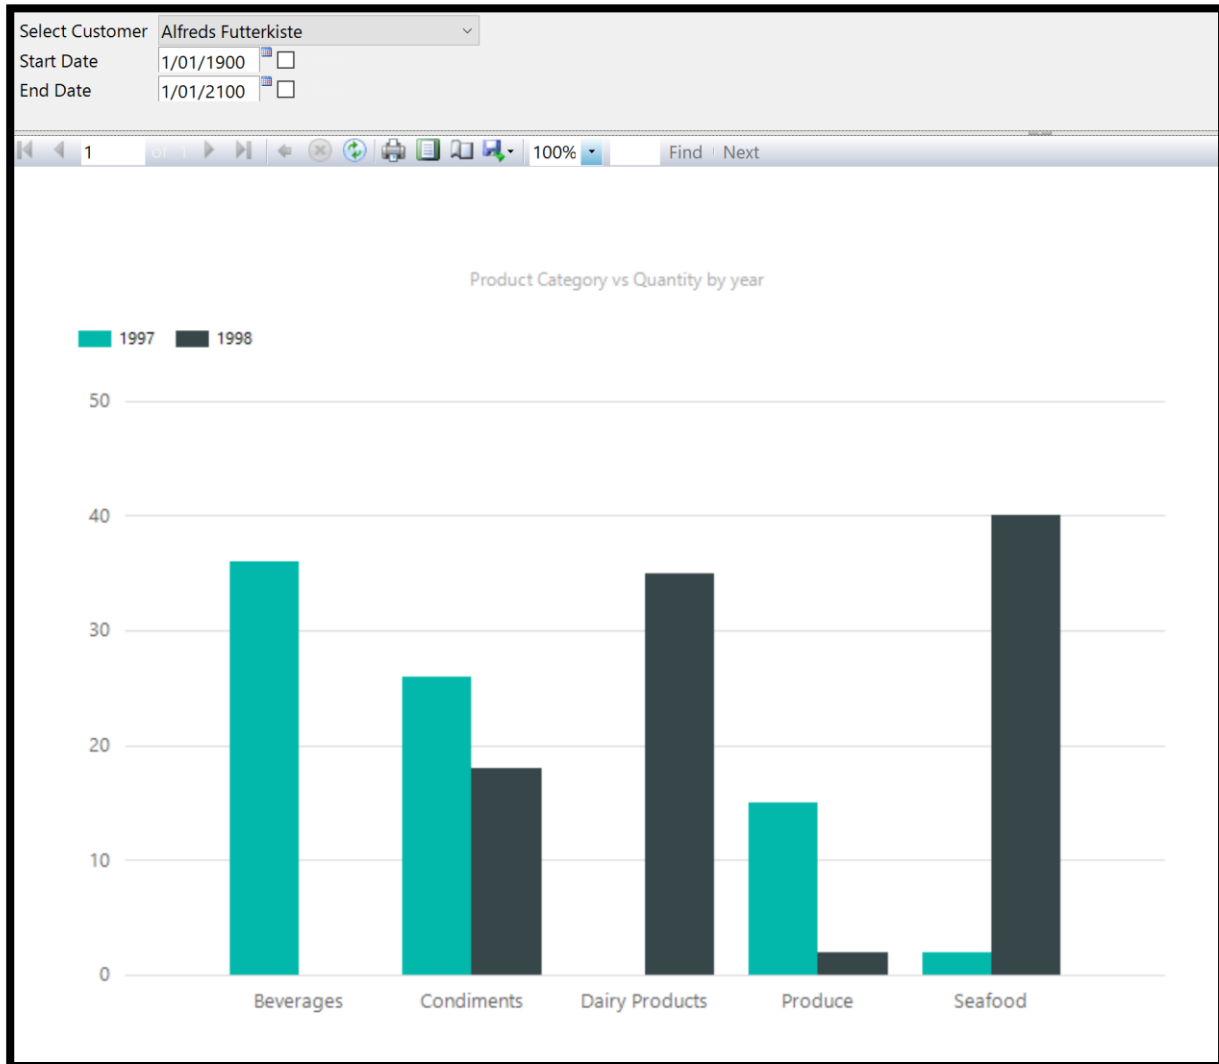 Select Customer Alfreds Futterkiste
Start Date 1/01/1900
End Date 1/01/2100
1 of 1 100% Find Next
Product Category vs Quantity by year
1997 1998
50
40
30
20
10
0
Beverages Condiments Dairy Products Produce Seafood